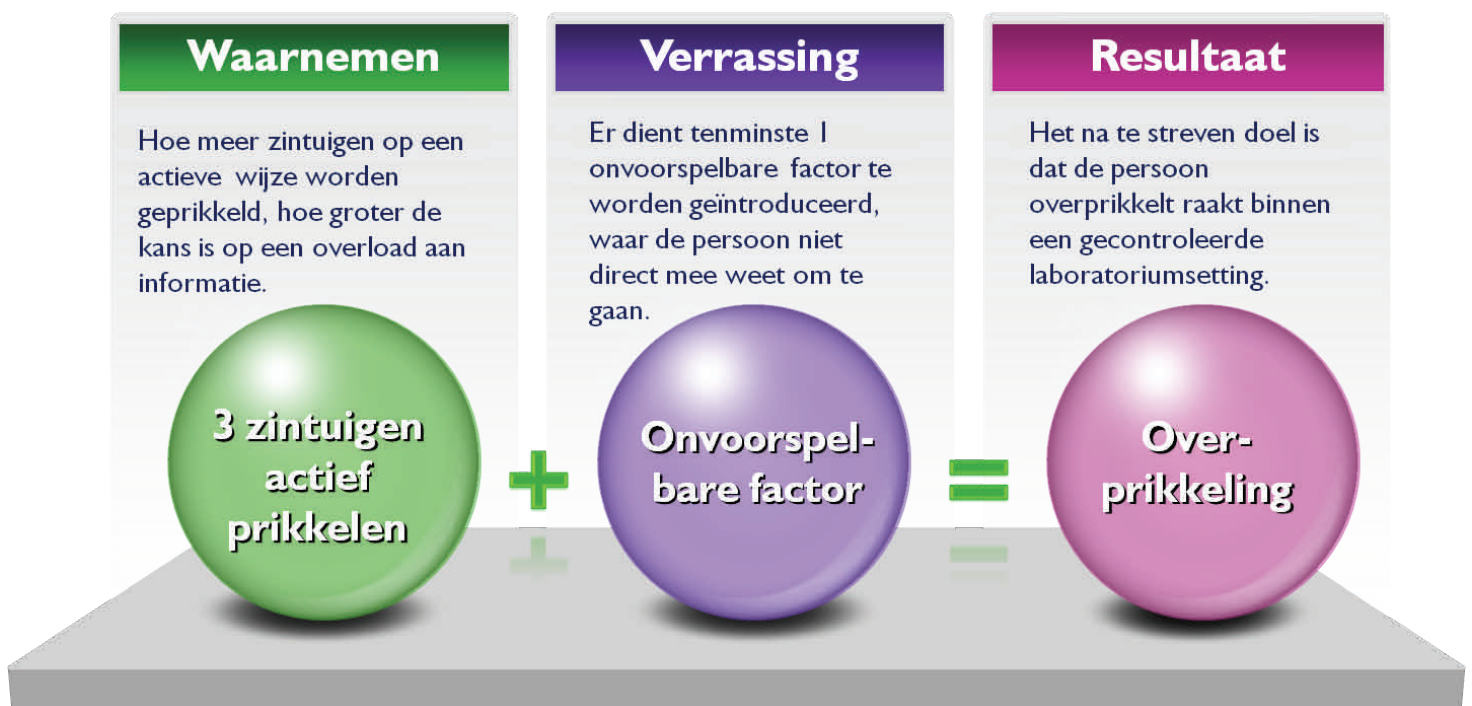 Waarnemen
Hoe meer zintuigen op een
actieve wijze worden
geprikkeld, hoe groter de
kans is op een overload aan
informatie.
3 zintuigen
actief
prikkelen
+
Verrassing
Er dient tenminste 1
onvoorspelbare factor te
worden geïntroduceerd,
waar de persoon niet
direct mee weet om te
gaan.
Onvoorspel-
bare factor
=
Resultaat
Het na te streven doel is
dat de persoon
overprikkelt raakt binnen
een gecontroleerde
laboratoriumsetting.
Over-
prikkeling